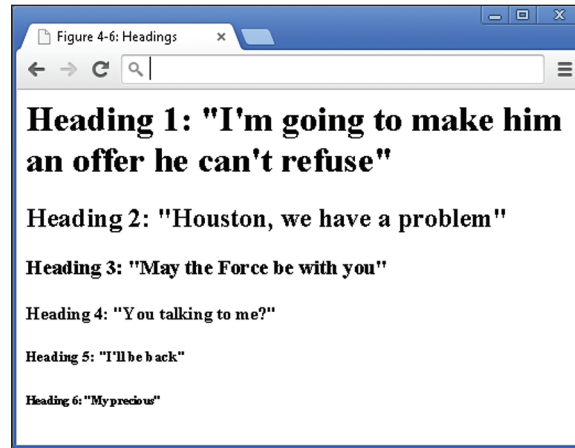 Figure 4-6: Headings
Heading 1: "I'm going to make him
an offer he can't refuse"
Heading 2: "Houston, we have a problem"
Heading 3: "May the Force be with you"
Heading 4: "You talking to me?"
Heading 5: "I'll be back"
Heading 6: "My precious"